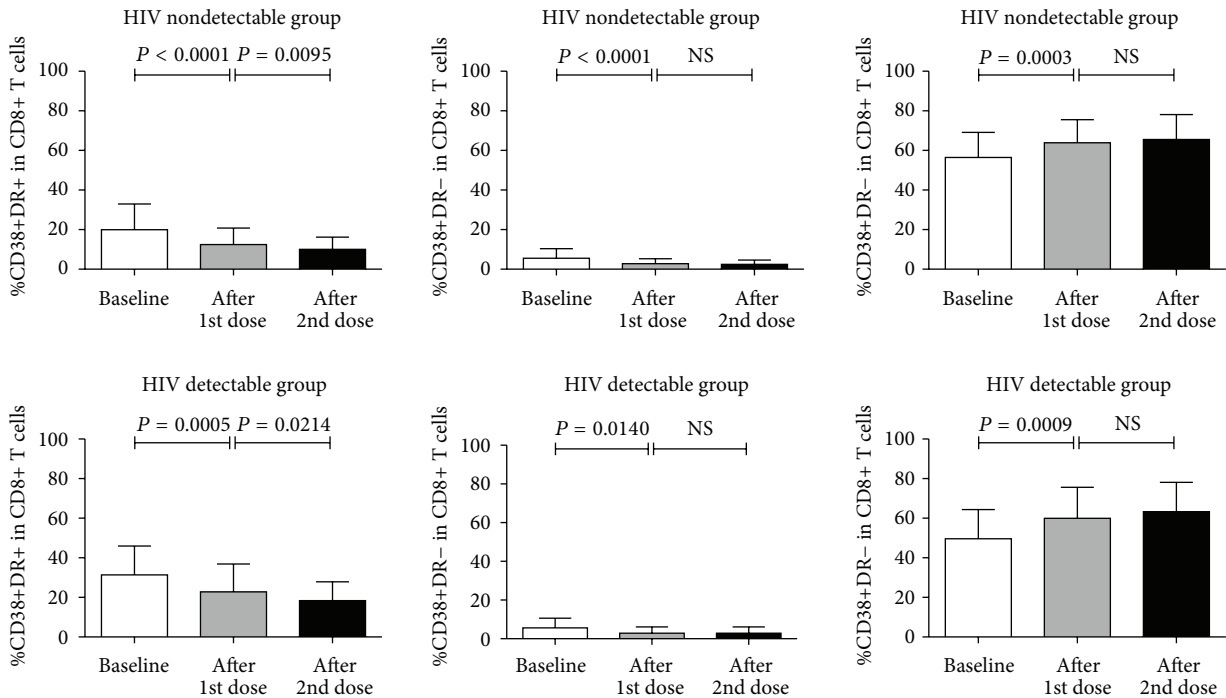 HIV nondetectable group
P < 0.0001 P = 0.0095
%CD38+DR+ in CD8+ T cells
100
80
60
40
20
0
Baseline After After
1st dose 2nd dose
HIV nondetectable group
P < 0.0001 NS
%CD38+DR− in CD8+ T cells
100
80
60
40
20
0
Baseline After After
1st dose 2nd dose
HIV nondetectable group
P = 0.0003 NS
%CD38+DR− in CD8+ T cells
100
80
60
40
20
0
Baseline After After
1st dose 2nd dose
HIV detectable group
P = 0.0005 P = 0.0214
%CD38+DR+ in CD8+ T cells
100
80
60
40
20
0
Baseline After After
1st dose 2nd dose
HIV detectable group
P = 0.0140 NS
%CD38+DR− in CD8+ T cells
100
80
60
40
20
0
Baseline After After
1st dose 2nd dose
HIV detectable group
P = 0.0009 NS
%CD38+DR− in CD8+ T cells
100
80
60
40
20
0
Baseline After After
1st dose 2nd dose